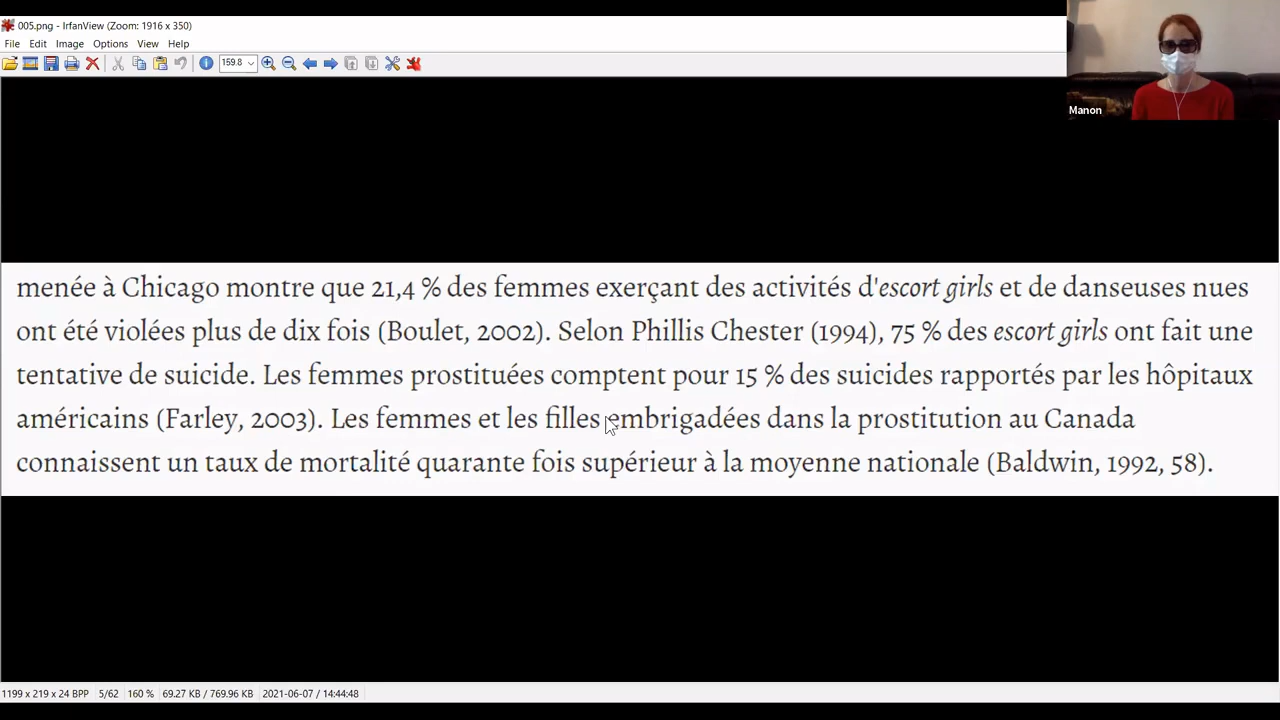 005.png - IrfanView (Zoom: 1916 x 350)
File Edit Image Options View Help
159.8
Manon
menée à Chicago montre que 21,4 % des femmes exerçant des activités d'escort girls et de danseuses nues
ont été violées plus de dix fois (Boulet, 2002). Selon Phillis Chester (1994), 75 % des escort girls ont fait une
tentative de suicide. Les femmes prostituées comptent pour 15 % des suicides rapportés par les hôpitaux
américains (Farley, 2003). Les femmes et les filles embrigadées dans la prostitution au Canada
connaissent un taux de mortalité quarante fois supérieur à la moyenne nationale (Baldwin, 1992, 58).
1199 x 219 x 24 BPP 5/62 160 % 69.27 KB / 769.96 KB 2021-06-07 / 14:44:48